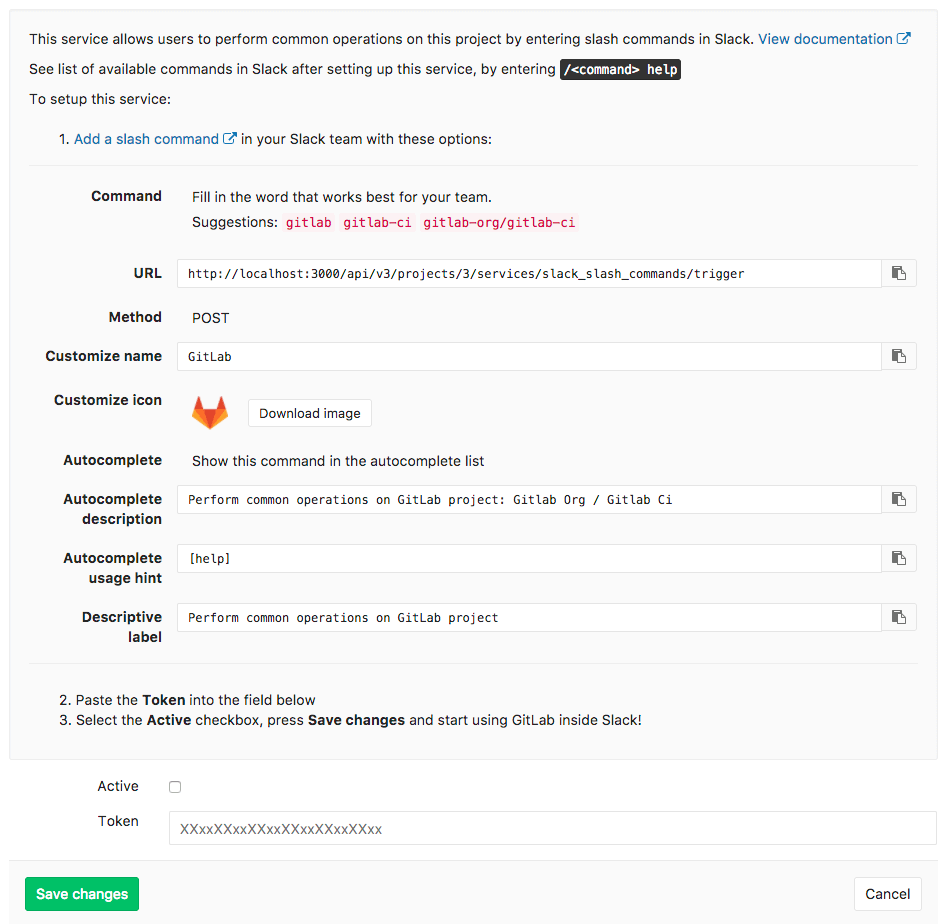 This service allows users to perform common operations on this project by entering slash commands in Slack. View documentation
See list of available commands in Slack after setting up this service, by entering /<command> help
To setup this service:
1. Add a slash command in your Slack team with these options:
Command
Fill in the word that works best for your team.
Suggestions: gitlab gitlab-ci gitlab-org/gitlab-ci
URL
http://localhost:3000/api/v3/projects/3/services/slack_slash_commands/trigger
Method
POST
Customize name
GitLab
Customize icon
Download image
Autocomplete
Show this command in the autocomplete list
Autocomplete
description
Perform common operations on GitLab project: Gitlab Org / Gitlab Ci
Autocomplete
usage hint
[help]
Descriptive
label
Perform common operations on GitLab project
2. Paste the Token into the field below
3. Select the Active checkbox, press Save changes and start using GitLab inside Slack!
Active
Token
XXxxXXxxXXxxXXxxXXxxXXxx
Save changes
Cancel